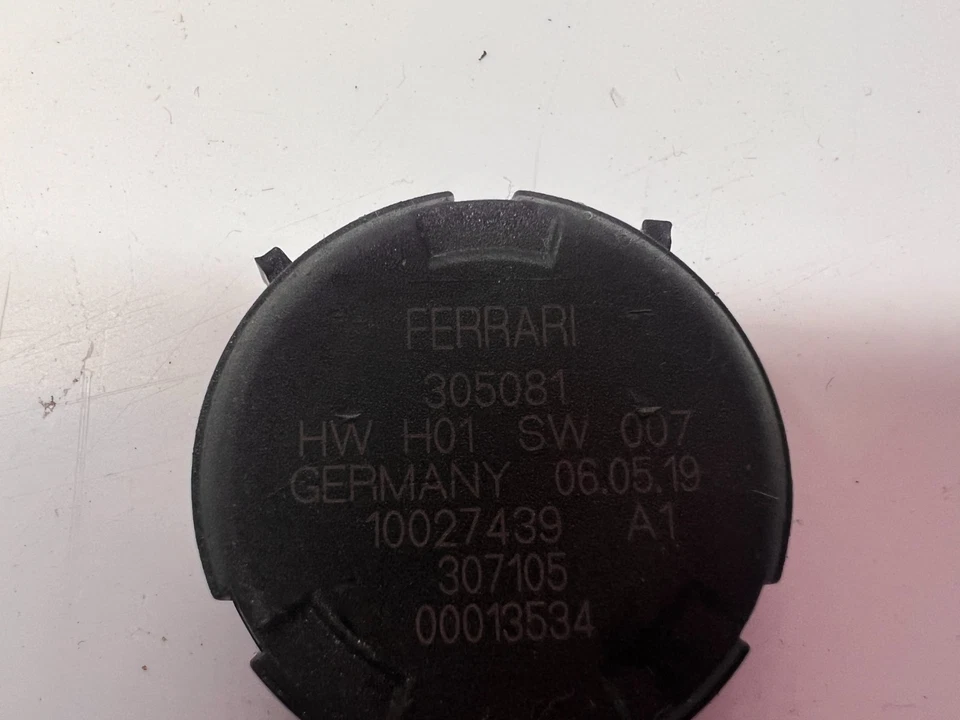 FERRARI
305081
HW H01 SW 007
GERMANY 06.05.19
10027439 A1
307105
00013534